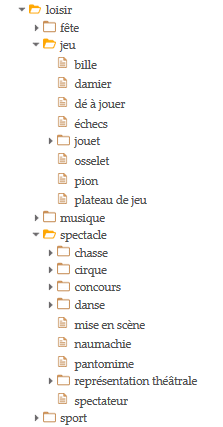 loisir
fête
jeu
bille
damier
dé à jouer
échecs
jouet
osselet
pion
plateau de jeu
musique
spectacle
chasse
cirque
concours
danse
mise en scène
naumachie
pantomime
représentation théâtrale
spectateur
sport